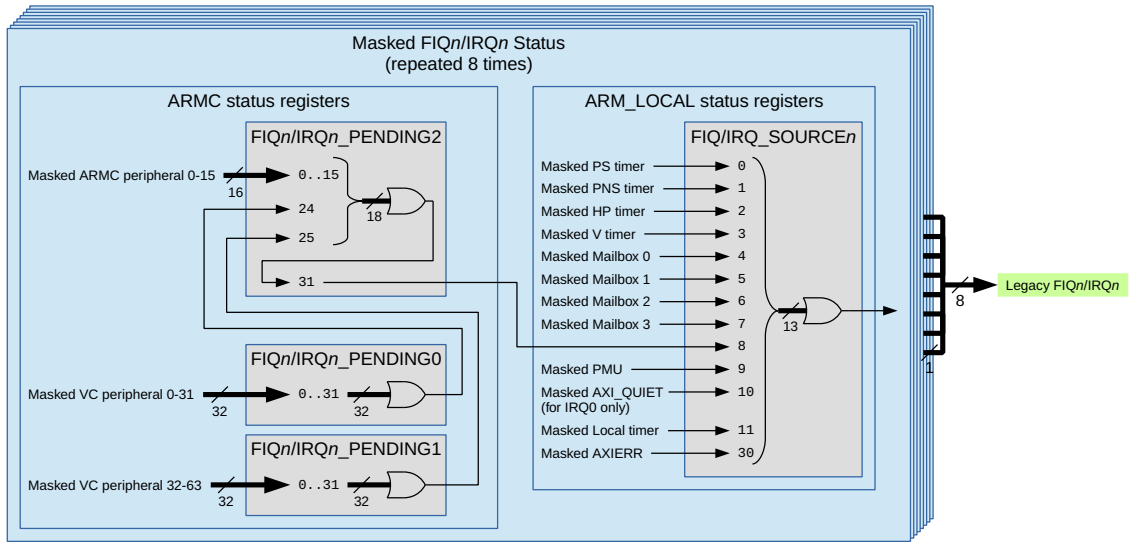 Masked FIQn/IRQn Status
(repeated 8 times)
ARMC status registers
FIQn/IRQn_PENDING2
Masked ARMC peripheral 0-15
16
0..15
24
25
18
31
FIQn/IRQn_PENDING0
Masked VC peripheral 0-31
32
0..31
32
FIQn/IRQn_PENDING1
Masked VC peripheral 32-63
32
0..31
32
ARM_LOCAL status registers
FIQ/IRQ_SOURCEn
Masked PS timer 0
Masked PNS timer 1
Masked HP timer 2
Masked V timer 3
Masked Mailbox 0 4
Masked Mailbox 1 5
Masked Mailbox 2 6
Masked Mailbox 3 7
8
Masked PMU 9
Masked AXI_QUIET 10
(for IRQ0 only)
Masked Local timer 11
Masked AXIERR 30
13
1
8
Legacy FIQn/IRQn